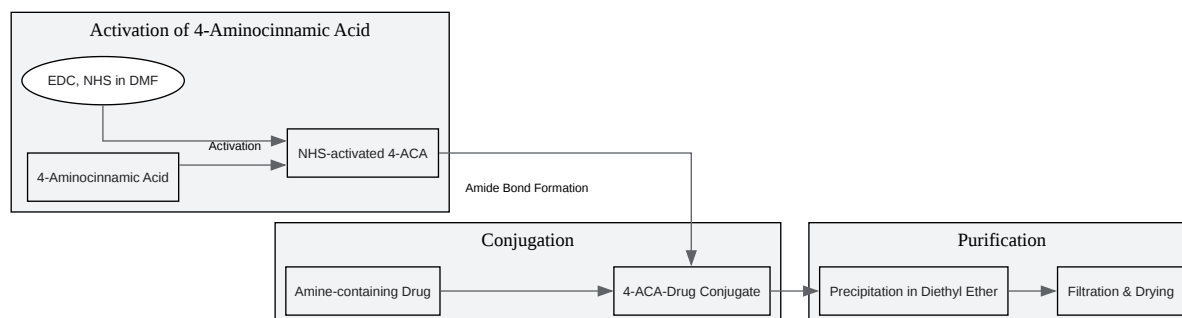 Activation of 4-Aminocinnamic Acid
EDC, NHS in DMF
Activation
NHS-activated 4-ACA
4-Aminocinnamic Acid
Amide Bond Formation
Conjugation
Purification
Amine-containing Drug
4-ACA-Drug Conjugate
Precipitation in Diethyl Ether
Filtration & Drying